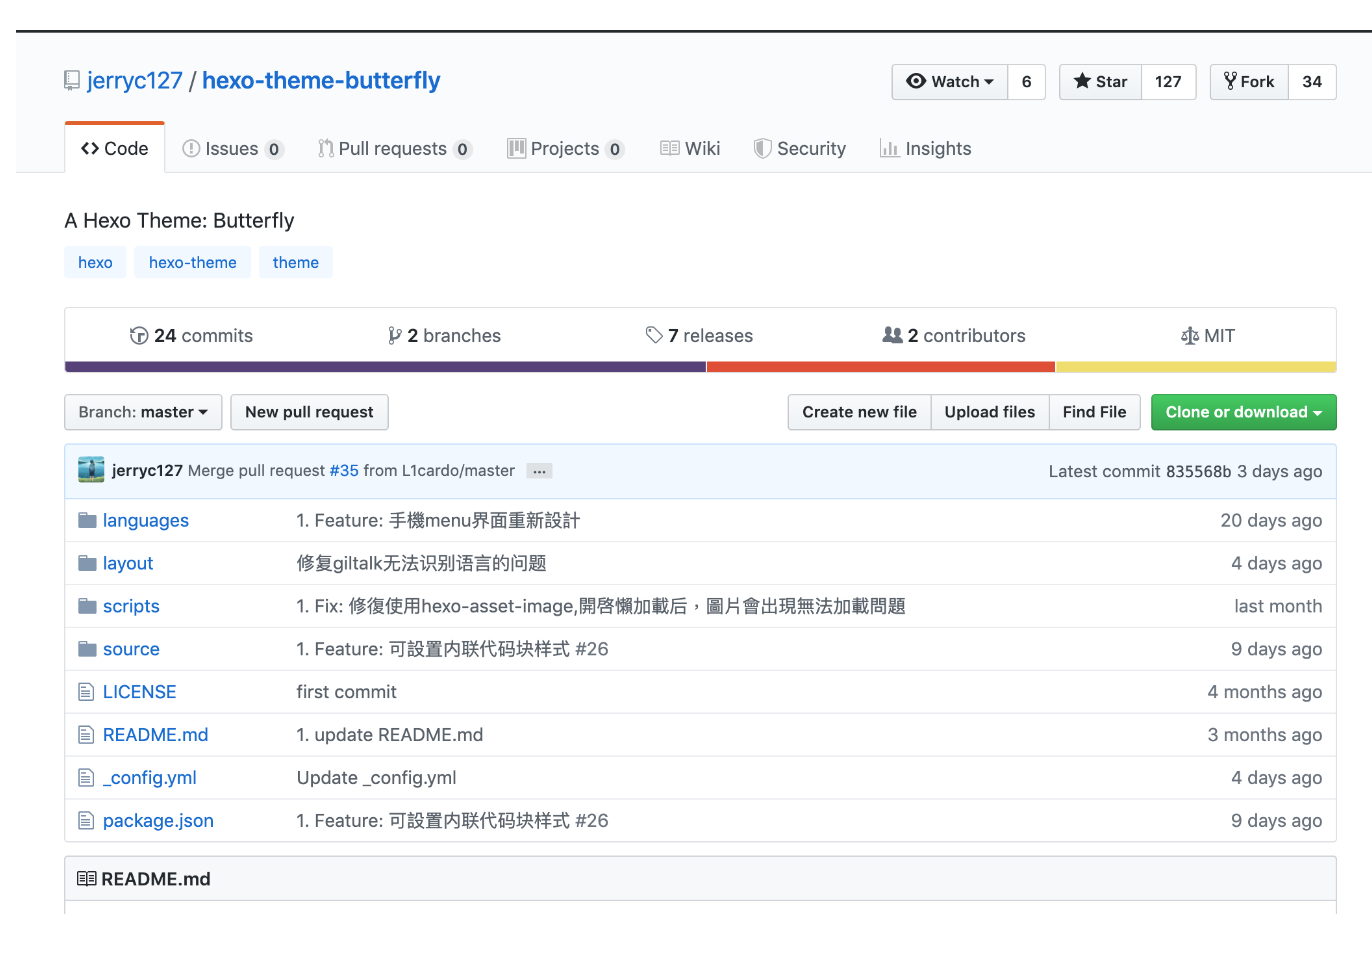 jerryc127 / hexo-theme-butterfly
Watch 6 Star 127 Fork 34
Code Issues 0 Pull requests 0 Projects 0 Wiki Security Insights
A Hexo Theme: Butterfly
hexo hexo-theme theme
24 commits 2 branches 7 releases 2 contributors MIT
Branch: master New pull request Create new file Upload files Find File Clone or download
jerryc127 Merge pull request #35 from L1cardo/master ... Latest commit 835568b 3 days ago
languages 1. Feature: 手機menu界面重新設計 20 days ago
layout 修复giltalk无法识别语言的问题 4 days ago
scripts 1. Fix: 修復使用hexo-asset-image,開啓懶加載后，圖片會出現無法加載問題 last month
source 1. Feature: 可設置内联代码块样式 #26 9 days ago
LICENSE first commit 4 months ago
README.md 1. update README.md 3 months ago
_config.yml Update _config.yml 4 days ago
package.json 1. Feature: 可設置内联代码块样式 #26 9 days ago
README.md